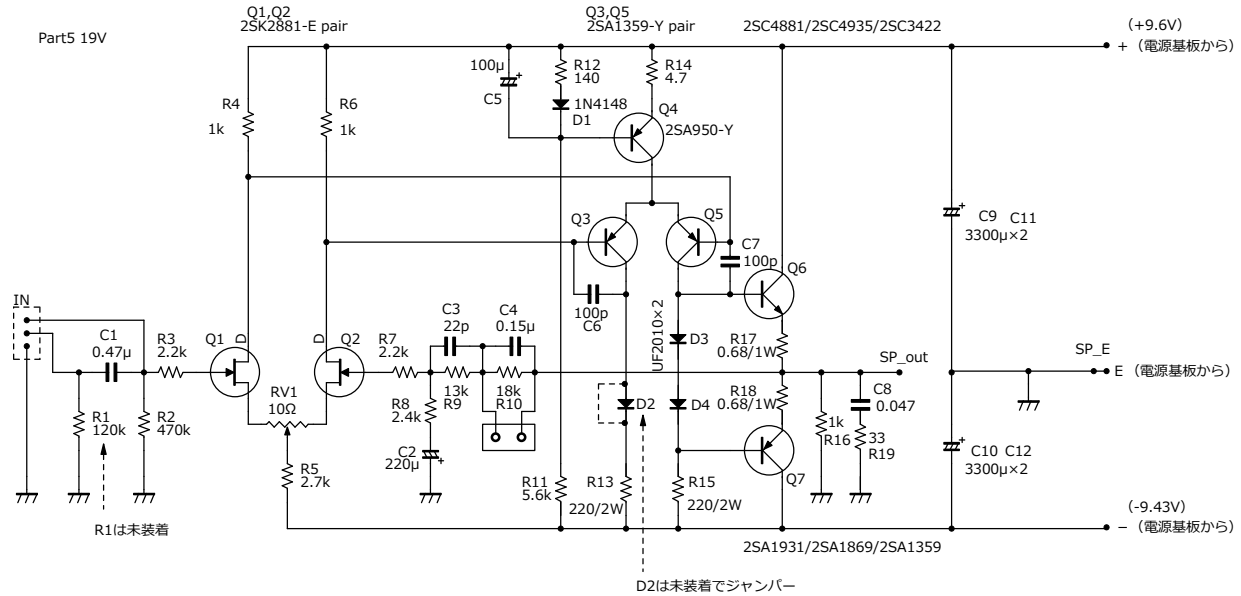 Part5 19V
Q1,Q2
2SK2881-E pair
Q3,Q5
2SA1359-Y pair
2SC4881/2SC4935/2SC3422
(+9.6V)
+ (電源基板から)
R4
1k
R6
1k
100μ
+
C5
R12
140
1N4148
D1
R14
4.7
Q4
2SA950-Y
Q3
Q5
C7
100p
Q6
100p
C6
+
C9 C11
3300μ×2
IN
C1
0.47μ
R3
2.2k
Q1
D
D
Q2
RV1
10Ω
R7
2.2k
C3
22p
C4
0.15μ
13k
R9
18k
R10
R8
2.4k
C2
220μ
+
UF2010×2
D3
R17
0.68/1W
SP_out
SP_E
E (電源基板から)
D2
D4
R18
0.68/1W
C8
0.047
1k
R16
33
R19
R1
120k
R2
470k
R5
2.7k
R11
5.6k
R13
220/2W
R15
220/2W
Q7
+
C10 C12
3300μ×2
R1は未装着
(-9.43V)
− (電源基板から)
2SA1931/2SA1869/2SA1359
D2は未装着でジャンパー